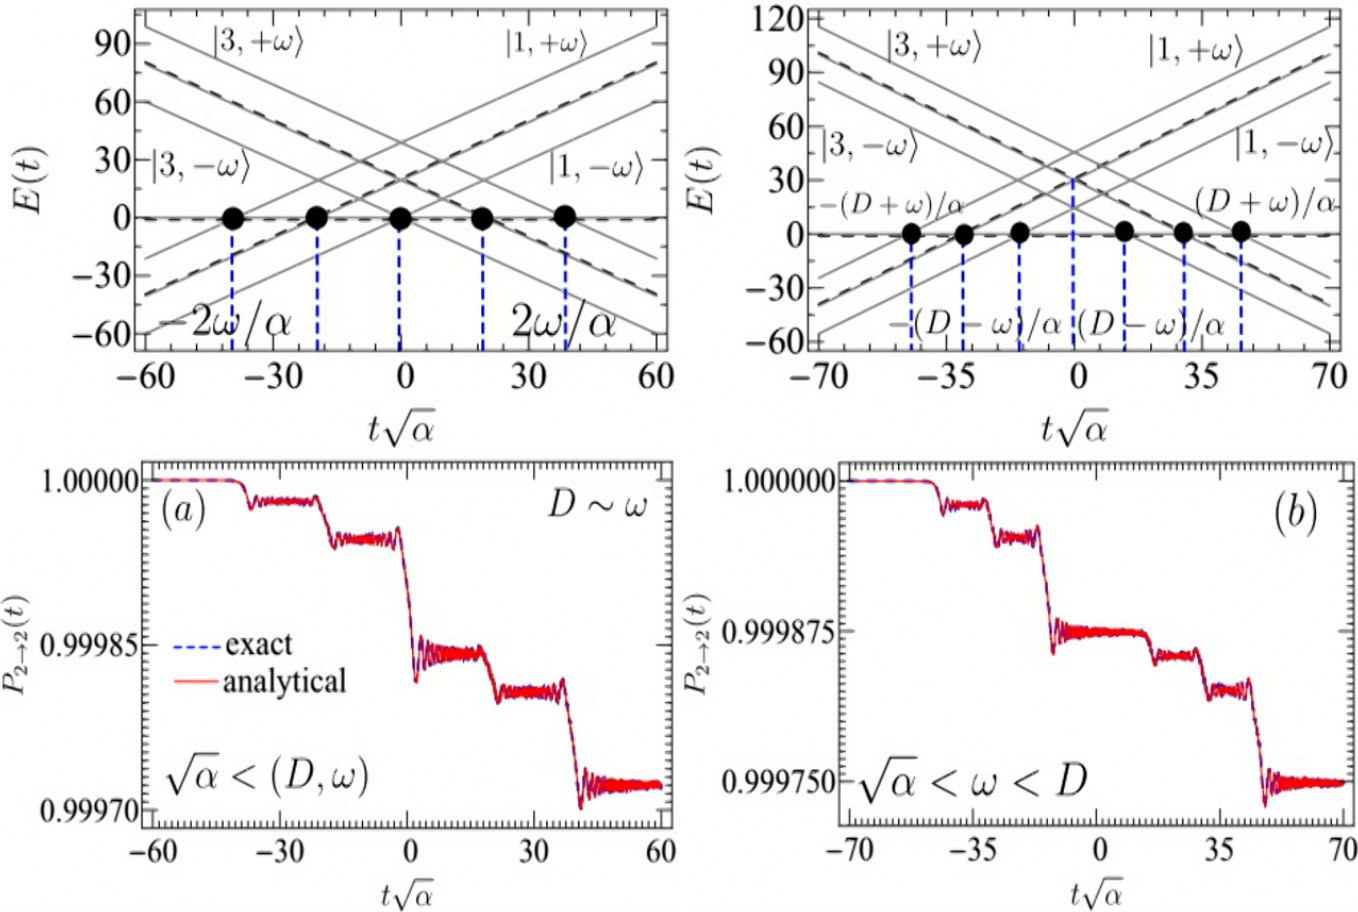 90
60
30
0
−30
−60
E(t)
|3, +ω⟩
|1, +ω⟩
|3, −ω⟩
|1, −ω⟩
−2ω/α
2ω/α
−60
−30
0
30
60
t√α
120
90
60
30
0
−30
−60
E(t)
|3, +ω⟩
|1, +ω⟩
|3, −ω⟩
|1, −ω⟩
−(D + ω)/α
(D + ω)/α
−(D − ω)/α
(D − ω)/α
−70
−35
0
35
70
t√α
1.000000
0.99985
0.99970
P2→2(t)
(a)
D ∼ ω
exact
analytical
√α < (D, ω)
−60
−30
0
30
60
t√α
1.000000
0.999875
0.999750
P2→2(t)
(b)
√α < ω < D
−70
−35
0
35
70
t√α